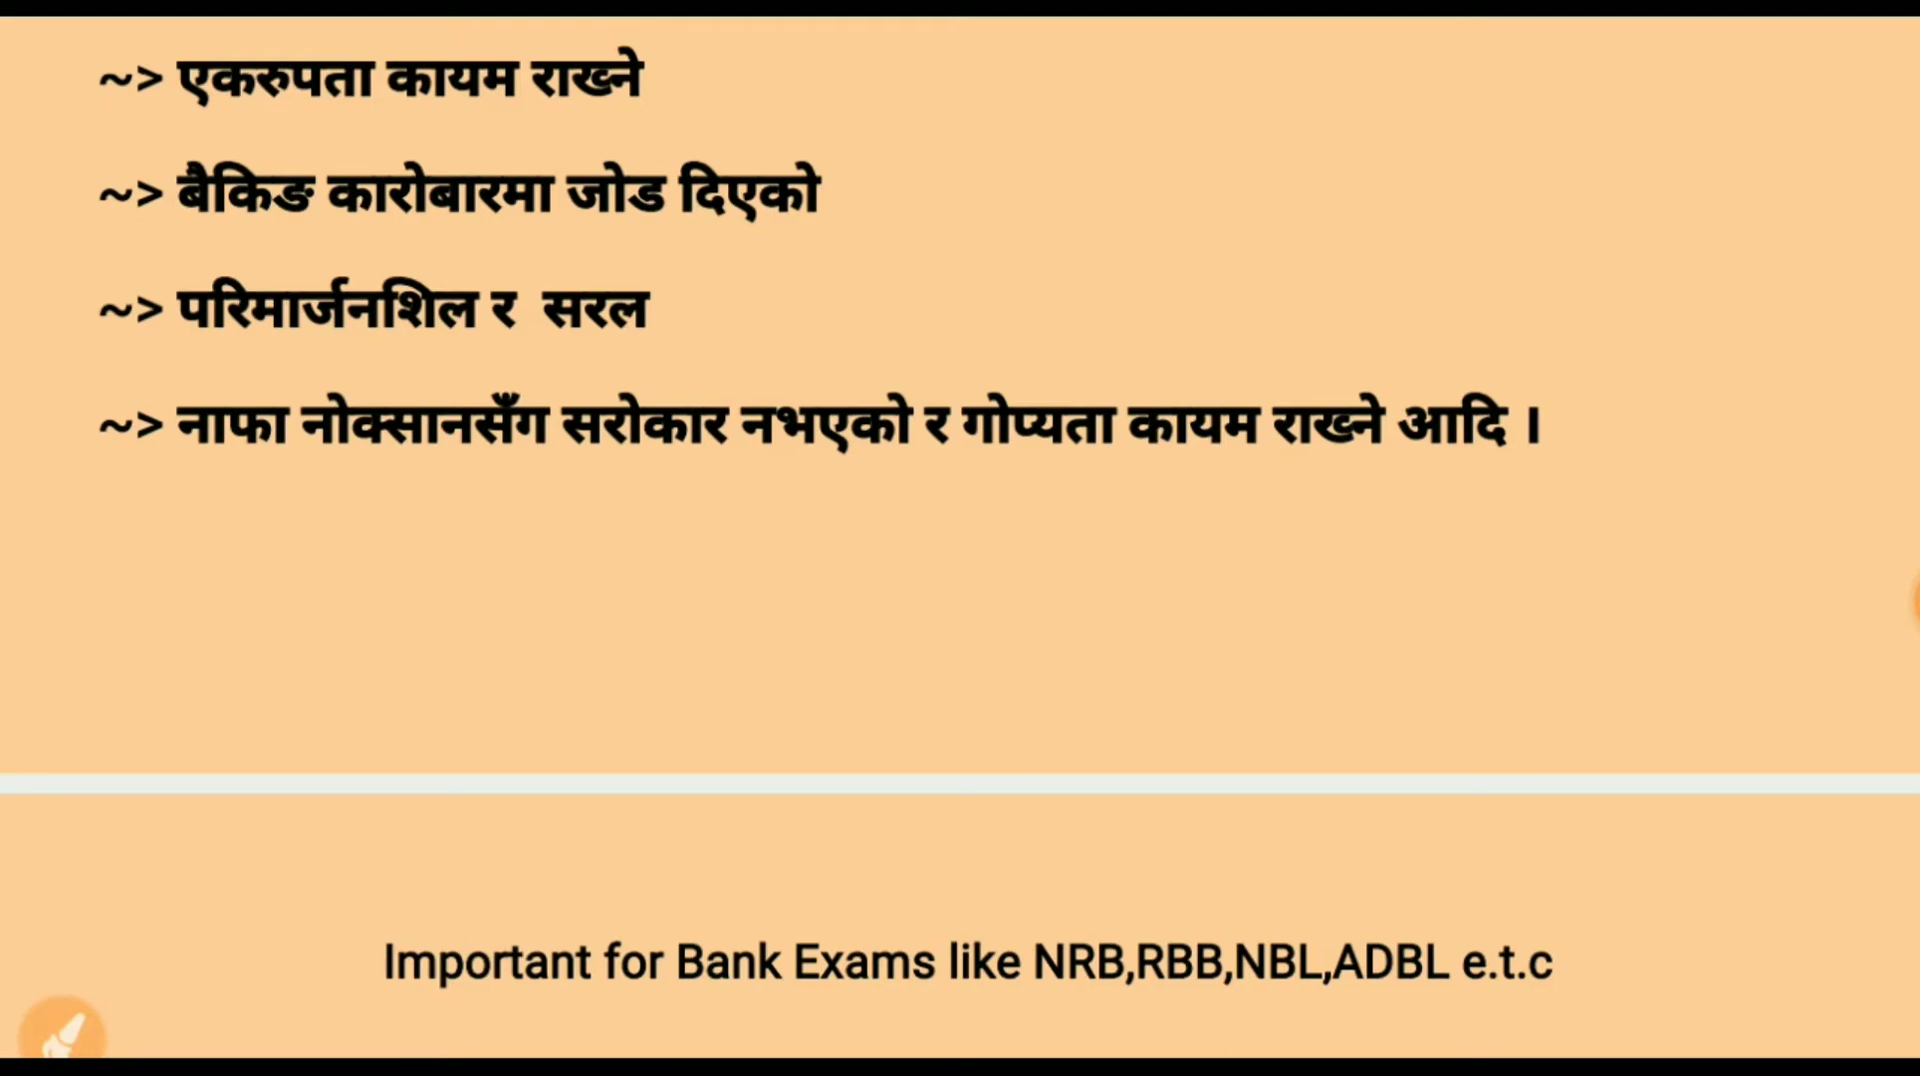 ~> एकरुपता कायम राख्ने
~> बैकिङ कारोबारमा जोड दिएको
~> परिमार्जनशिल र सरल
~> नाफा नोक्सानसँग सरोकार नभएको र गोप्यता कायम राख्ने आदि ।
Important for Bank Exams like NRB,RBB,NBL,ADBL e.t.c